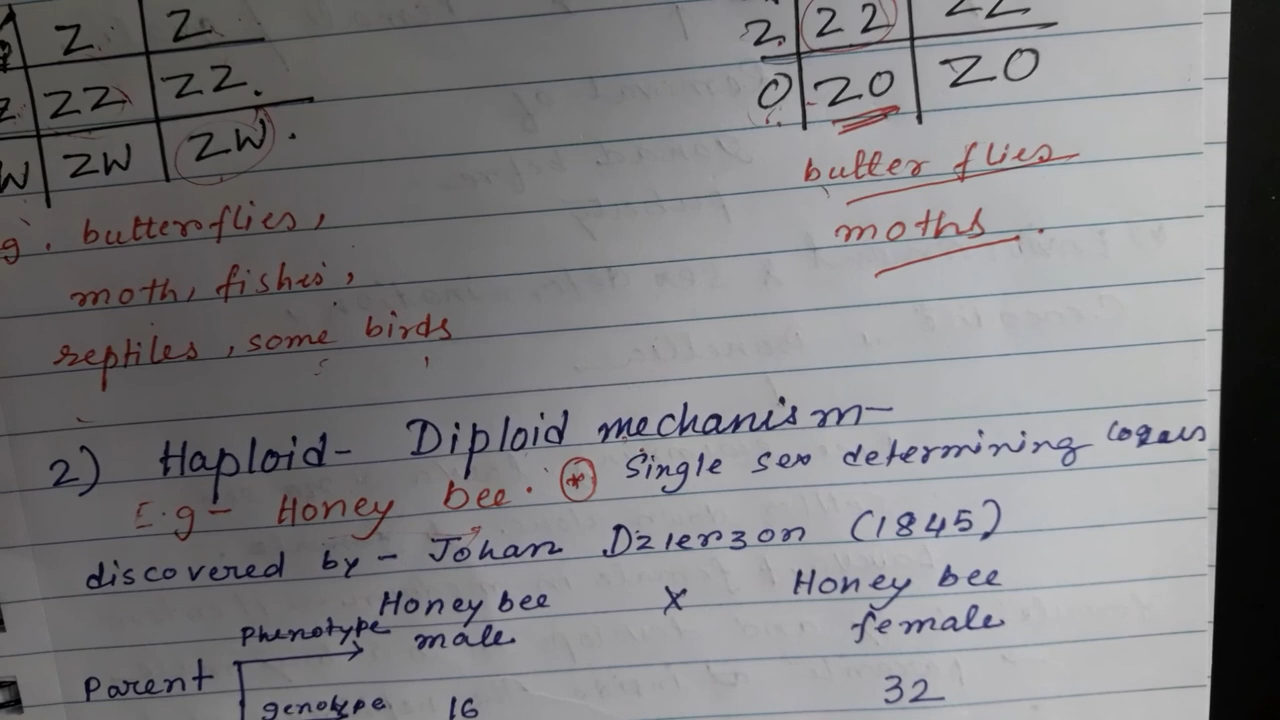 Z Z
Z ZZ ZZ.
W ZW ZW.
g. butterflies,
moth, fishes,
reptiles, some birds
Z ZZ ZZ
O ZO ZO
butterflies
moths.
2) Haploid- Diploid mechanism-
E.g- Honey bee. * Single sex determining
discovered by - Johan Dzierzon (1845)
Honey bee X Honey bee
Phenotype male female
Parent
genotype 16 32